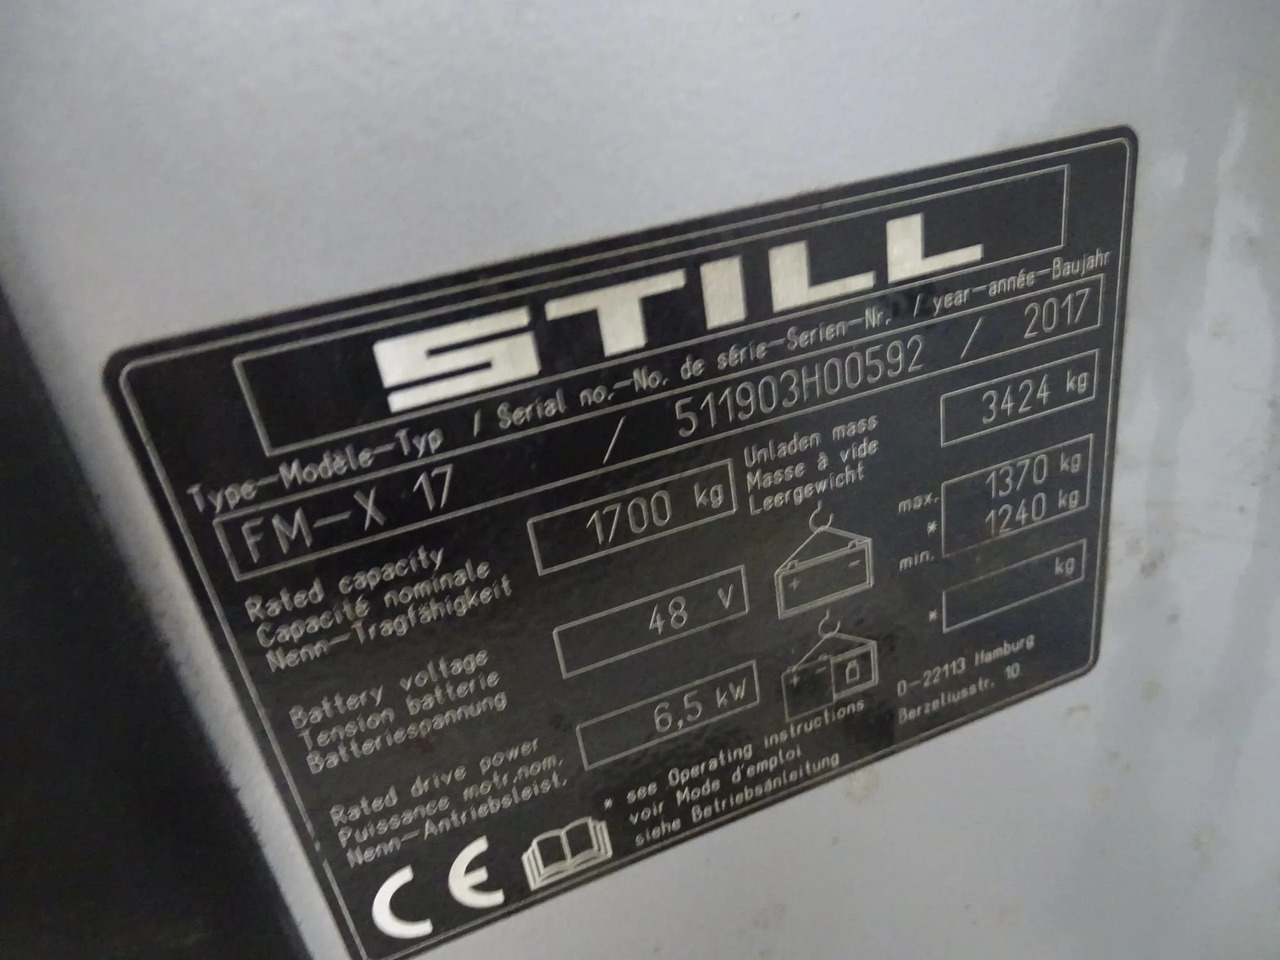 STILL
Type-Modèle-Typ / Serial no.-No. de série-Serien-Nr. / year-année-Baujahr
FM-X 17 / 511903H00592 / 2017
Rated capacity
Capacité nominale
Nenn-Tragfähigkeit
1700 kg
Unladen mass
Masse à vide
Leergewicht
3424 kg
Battery voltage
Tension batterie
Batteriespannung
48 V
+ -
max. 1370 kg
*
min. 1240 kg
Rated drive power
Puissance motr.nom.
Nenn-Antriebsleist.
6,5 kW
+ -
* kg
CE
* see Operating instructions
voir Mode d'emploi
siehe Betriebsanleitung
D-22113 Hamburg
Berzeliusstr. 10